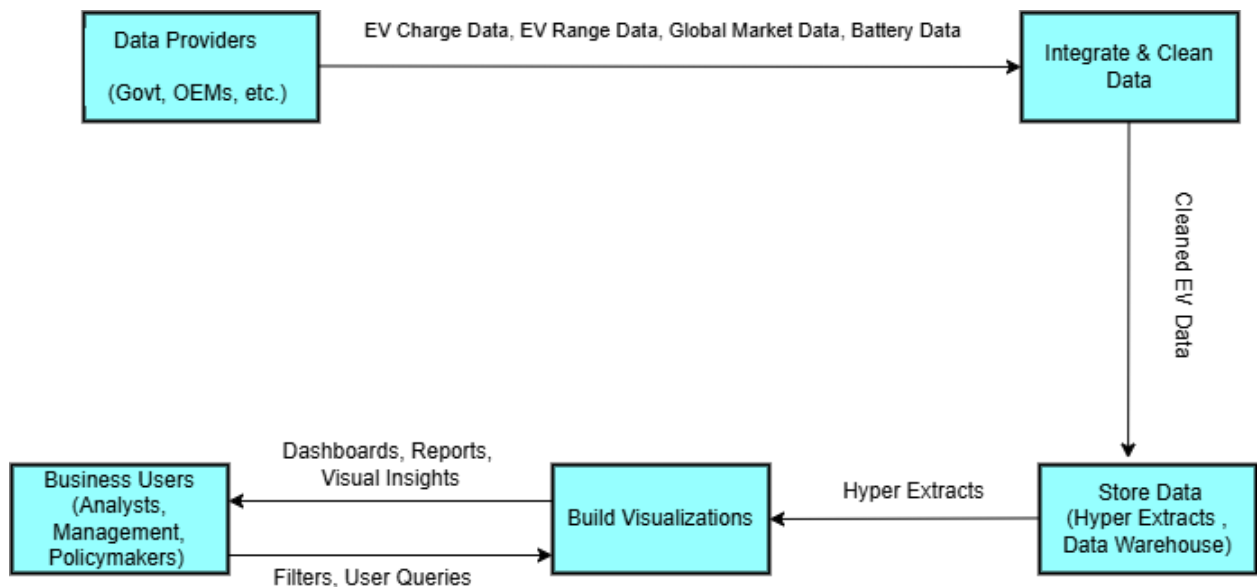 Data Providers
(Govt, OEMs, etc.)
EV Charge Data, EV Range Data, Global Market Data, Battery Data
Integrate & Clean
Data
Cleaned EV Data
Store Data
(Hyper Extracts ,
Data Warehouse)
Hyper Extracts
Build Visualizations
Dashboards, Reports,
Visual Insights
Business Users
(Analysts,
Management,
Policymakers)
Filters, User Queries